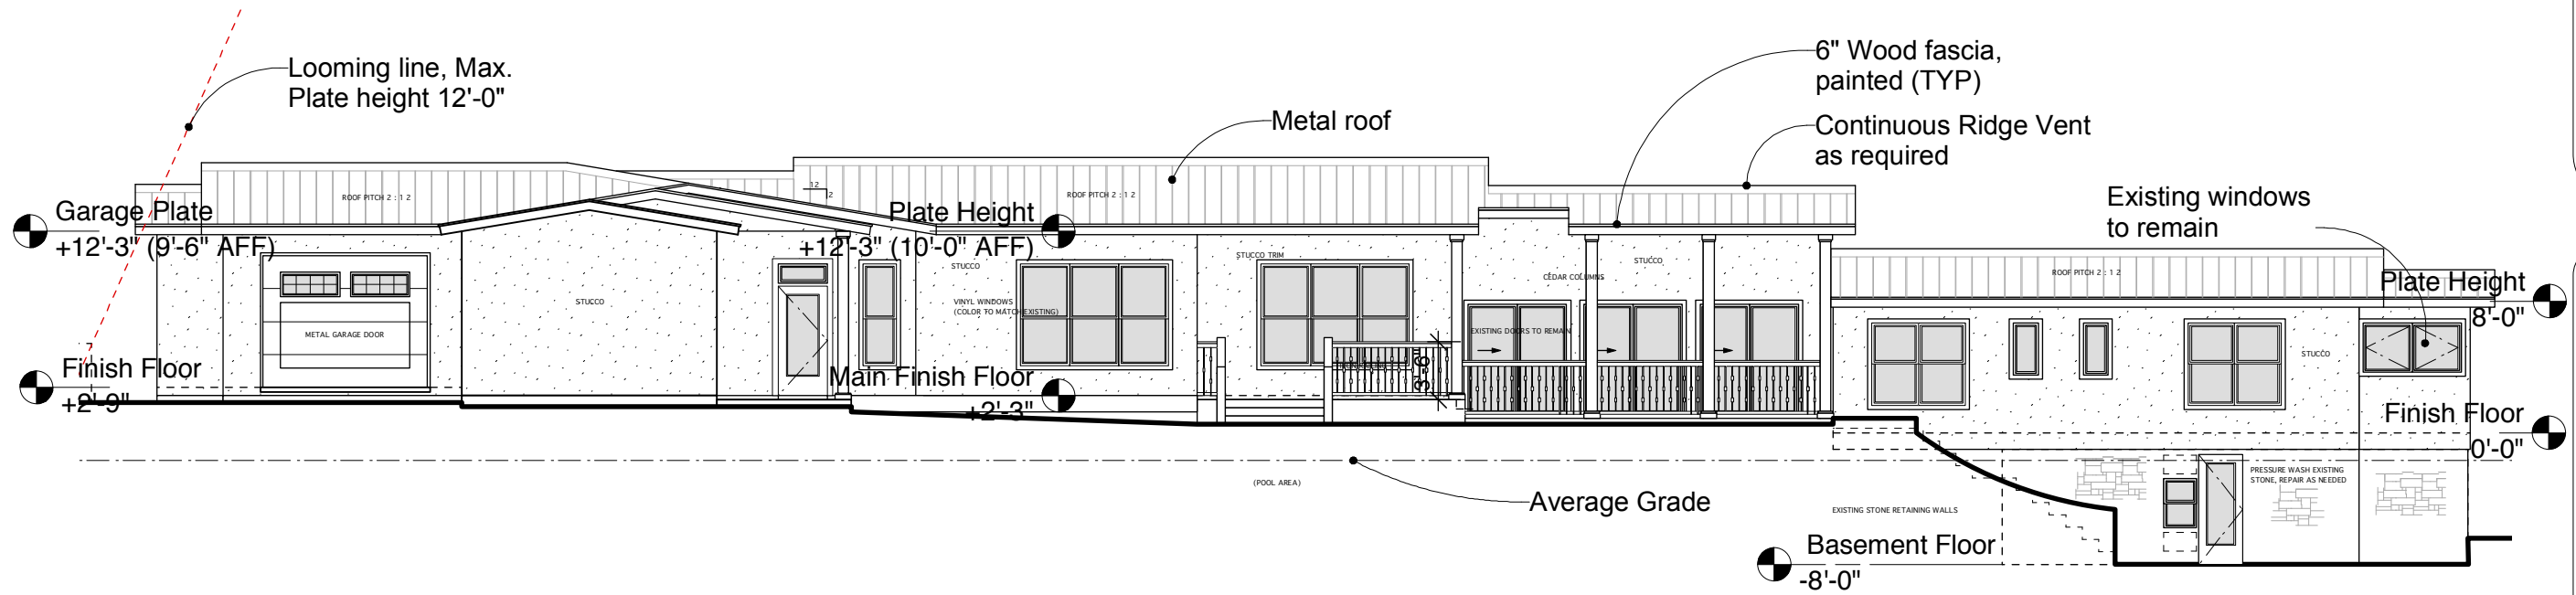 Looming line, Max.
Plate height 12'-0"
Metal roof
6" Wood fascia,
painted (TYP)
Continuous Ridge Vent
as required
Existing windows
to remain
ROOF PITCH 2 : 1 2
12
2
ROOF PITCH 2 : 1 2
Garage Plate
+12'-3" (9'-6" AFF)
Plate Height
+12'-3" (10'-0" AFF)
STUCCO
STUCCO TRIM
STUCCO
CEDAR COLUMNS
ROOF PITCH 2 : 1 2
Plate Height
8'-0"
STUCCO
VINYL WINDOWS
(COLOR TO MATCH EXISTING)
METAL GARAGE DOOR
EXISTING DOORS TO REMAIN
STUCCO
3'-6"
Finish Floor
+2'-9"
Main Finish Floor
+2'-3"
Finish Floor
0'-0"
(POOL AREA)
Average Grade
PRESSURE WASH EXISTING
STONE, REPAIR AS NEEDED
EXISTING STONE RETAINING WALLS
Basement Floor
-8'-0"